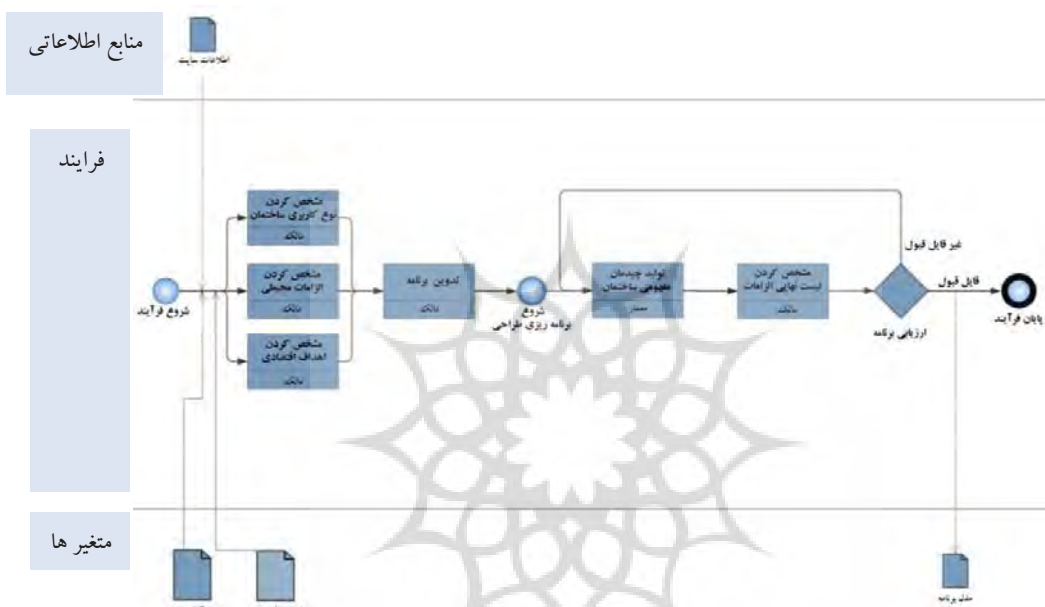 منابع اطلاعاتی
اطلاعات سایت
فرایند
شروع فرآیند
مشخص کردن
نوع کاربری ساختمان
مالک
مشخص کردن
الزامات محیطی
مالک
مشخص کردن
اهداف اقتصادی
مالک
تدوین برنامه
مالک
شروع
برنامه ریزی طراحی
تولید چیدمان
مفهومی ساختمان
معمار
مشخص کردن
لیست نهایی الزامات
مالک
ارزیابی برنامه
غیر قابل قبول
قابل قبول
پایان فرآیند
متغیر ها
مدل برنامه